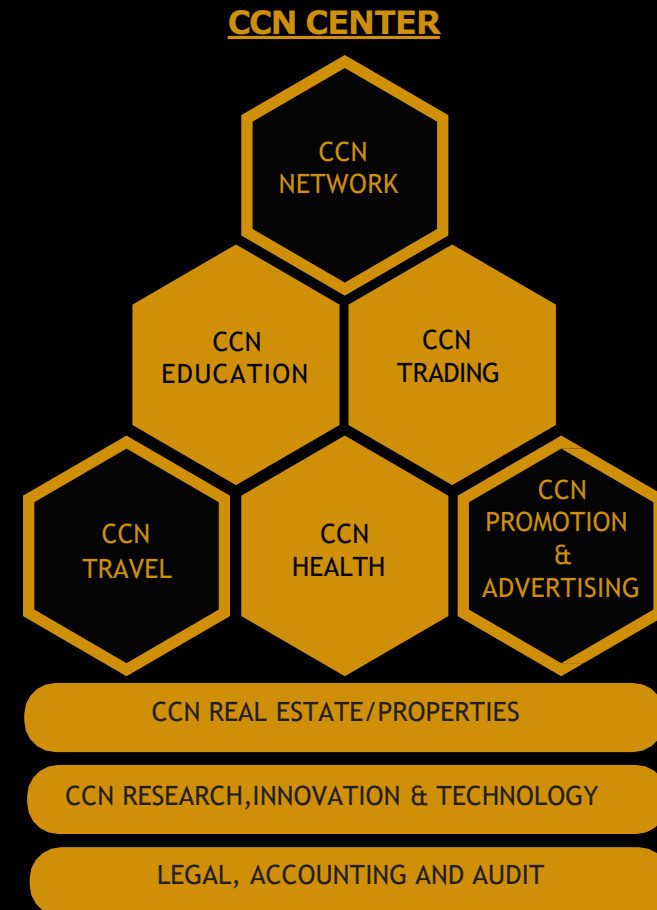 CCN CENTER
CCN
NETWORK
CCN
EDUCATION
CCN
TRADING
CCN
TRAVEL
CCN
HEALTH
CCN
PROMOTION
&
ADVERTISING
CCN REAL ESTATE/PROPERTIES
CCN RESEARCH,INNOVATION & TECHNOLOGY
LEGAL, ACCOUNTING AND AUDIT